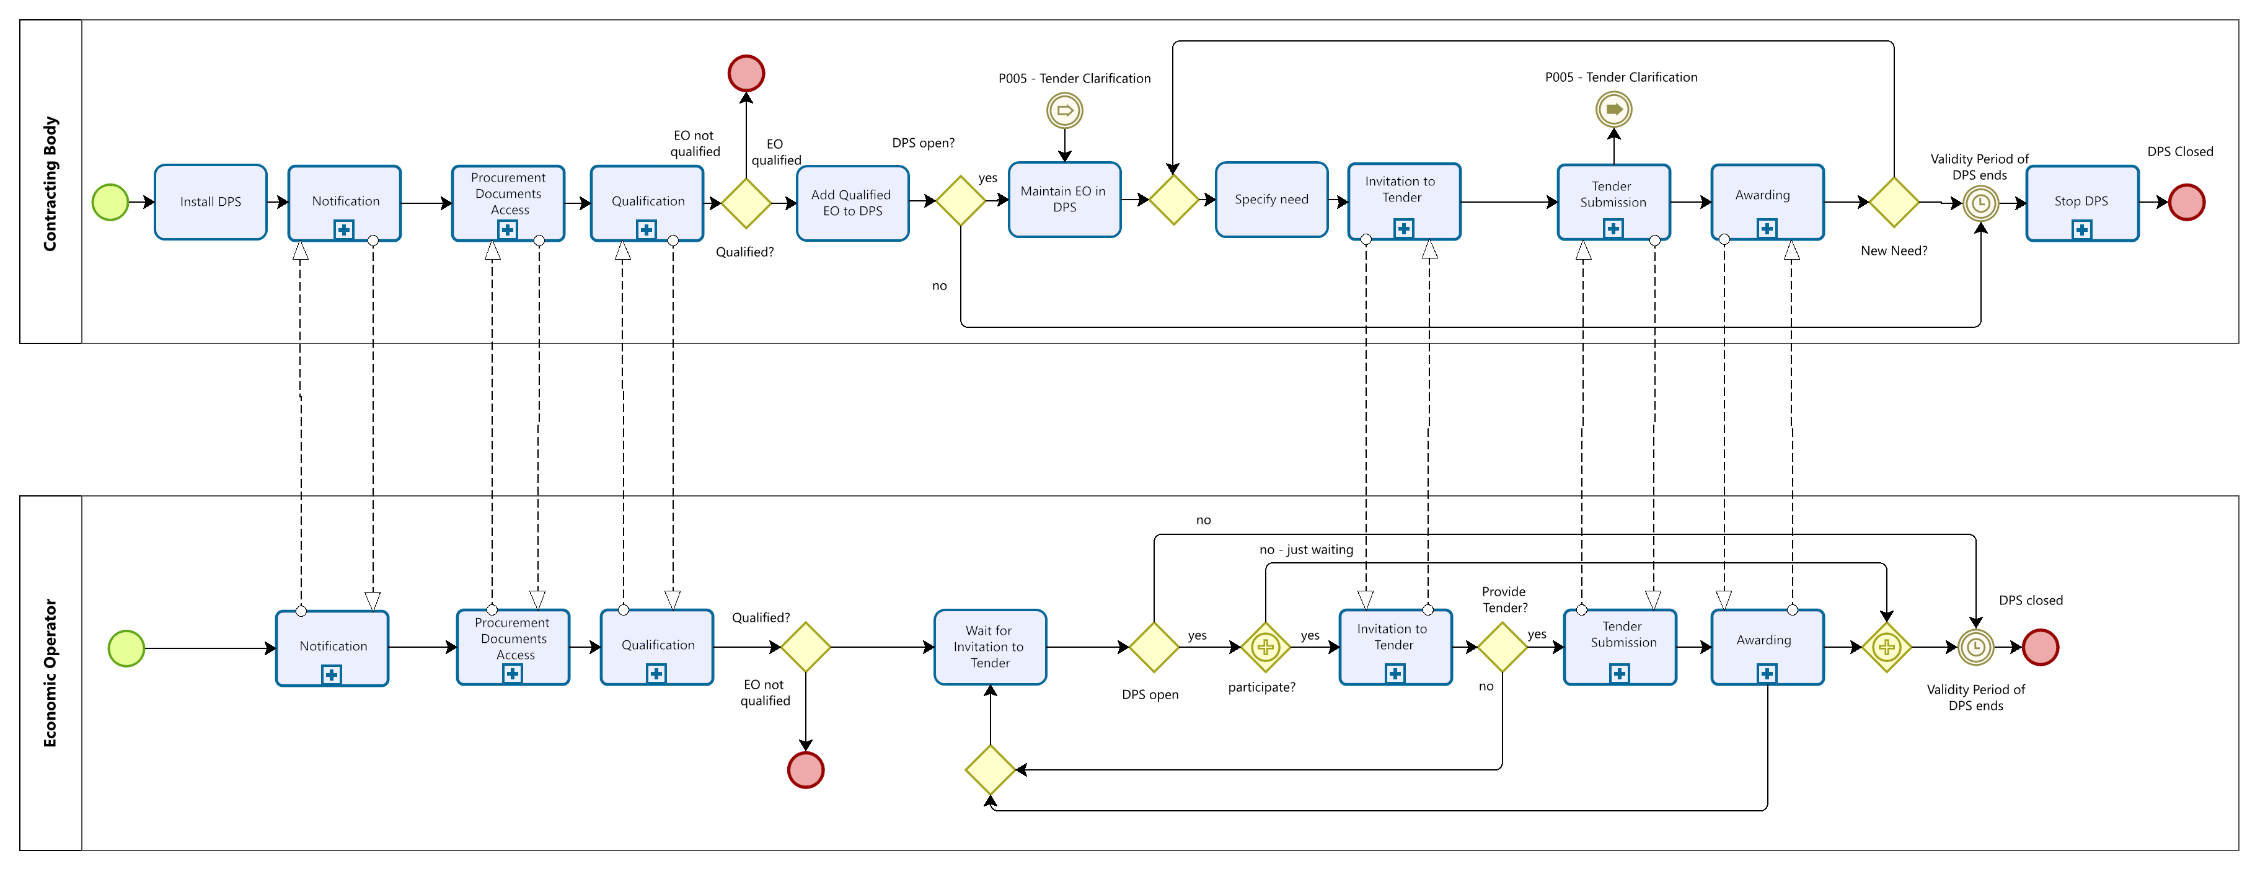 Contracting Body
P005 - Tender Clarification
P005 - Tender Clarification
EO not
qualified
EO
qualified
DPS open?
Validity Period of
DPS ends
DPS Closed
Install DPS
Notification
Procurement
Documents
Access
Qualification
Qualified?
Add Qualified
EO to DPS
yes
no
Maintain EO in
DPS
Specify need
Invitation to
Tender
Tender
Submission
Awarding
New Need?
Stop DPS
Economic Operator
no
no - just waiting
Notification
Procurement
Documents
Access
Qualification
Qualified?
EO not
qualified
Wait for
Invitation to
Tender
DPS open
yes
participate?
yes
Invitation to
Tender
Provide
Tender?
yes
no
Tender
Submission
Awarding
DPS closed
Validity Period of
DPS ends